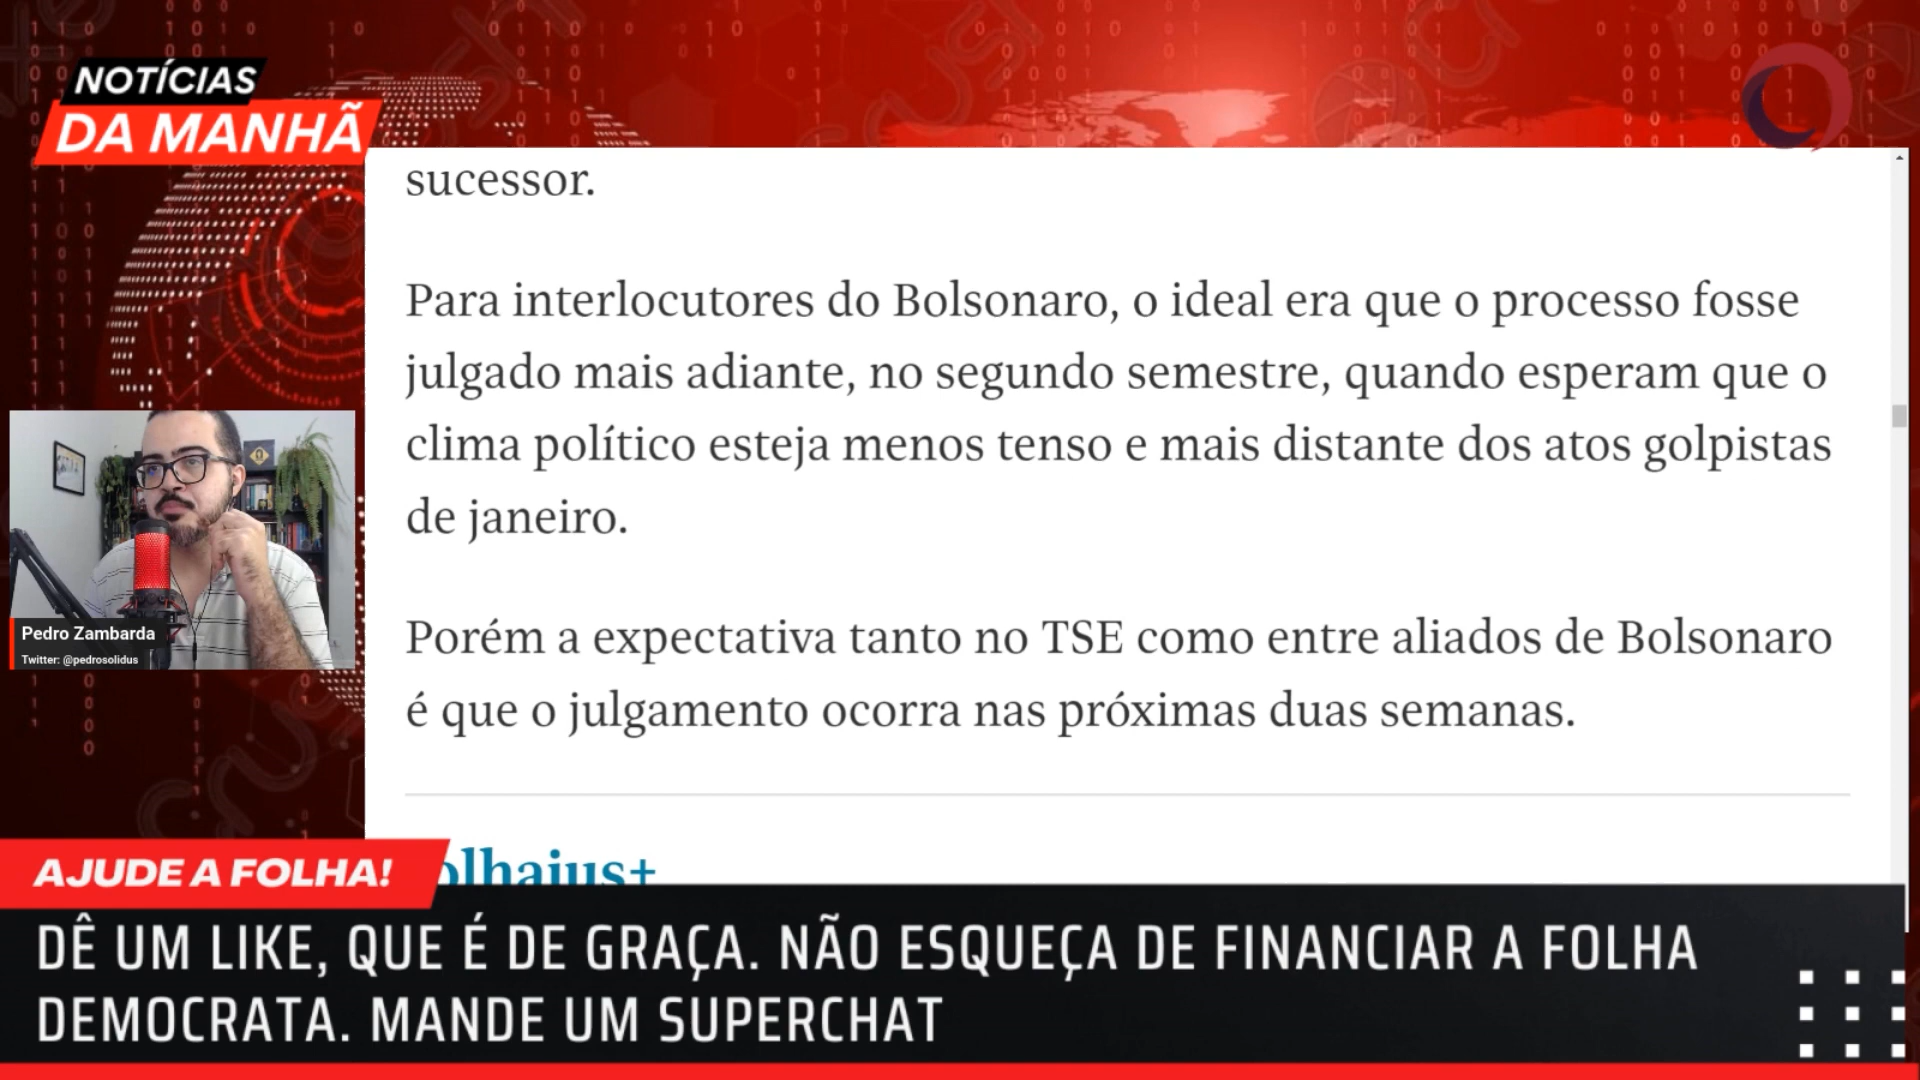 NOTÍCIAS
DA MANHÃ
sucessor.
Para interlocutores do Bolsonaro, o ideal era que o processo fosse
julgado mais adiante, no segundo semestre, quando esperam que o
clima político esteja menos tenso e mais distante dos atos golpistas
de janeiro.
Porém a expectativa tanto no TSE como entre aliados de Bolsonaro
é que o julgamento ocorra nas próximas duas semanas.
Pedro Zambarda
Twitter: @pedrosolidus
olhajus+
AJUDE A FOLHA!
DÊ UM LIKE, QUE É DE GRAÇA. NÃO ESQUEÇA DE FINANCIAR A FOLHA
DEMOCRATA. MANDE UM SUPERCHAT